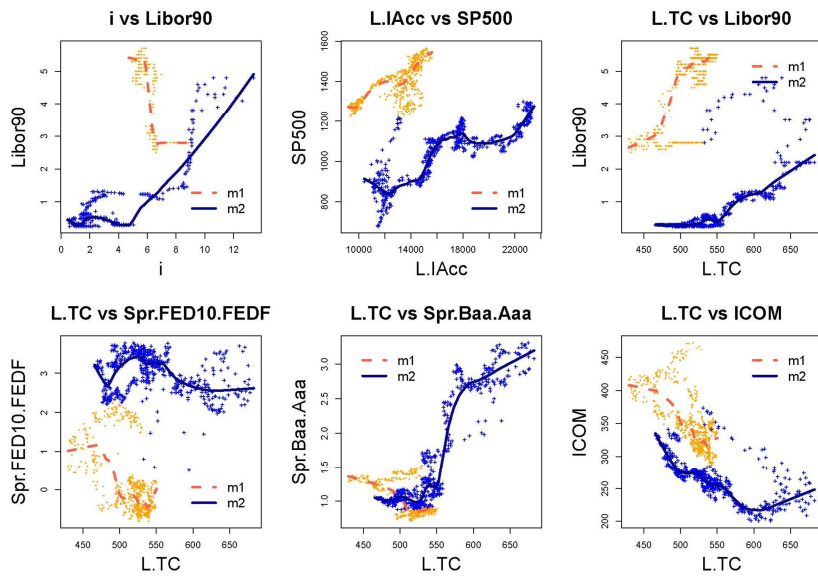 i vs Libor90
L.IAcc vs SP500
L.TC vs Libor90
Libor90
5
4
3
2
1
m1
m2
0 2 4 6 8 10 12
i
SP500
1600
1400
1200
1000
800
m1
m2
10000 14000 18000 22000
L.IAcc
Libor90
5
4
3
2
1
m1
m2
450 500 550 600 650
L.TC
L.TC vs Spr.FED10.FEDF
L.TC vs Spr.Baa.Aaa
L.TC vs ICOM
Spr.FED10.FEDF
3
2
1
0
m1
m2
450 500 550 600 650
L.TC
Spr.Baa.Aaa
3.0
2.5
2.0
1.5
1.0
m1
m2
450 500 550 600 650
L.TC
ICOM
450
400
350
300
250
200
m1
m2
450 500 550 600 650
L.TC